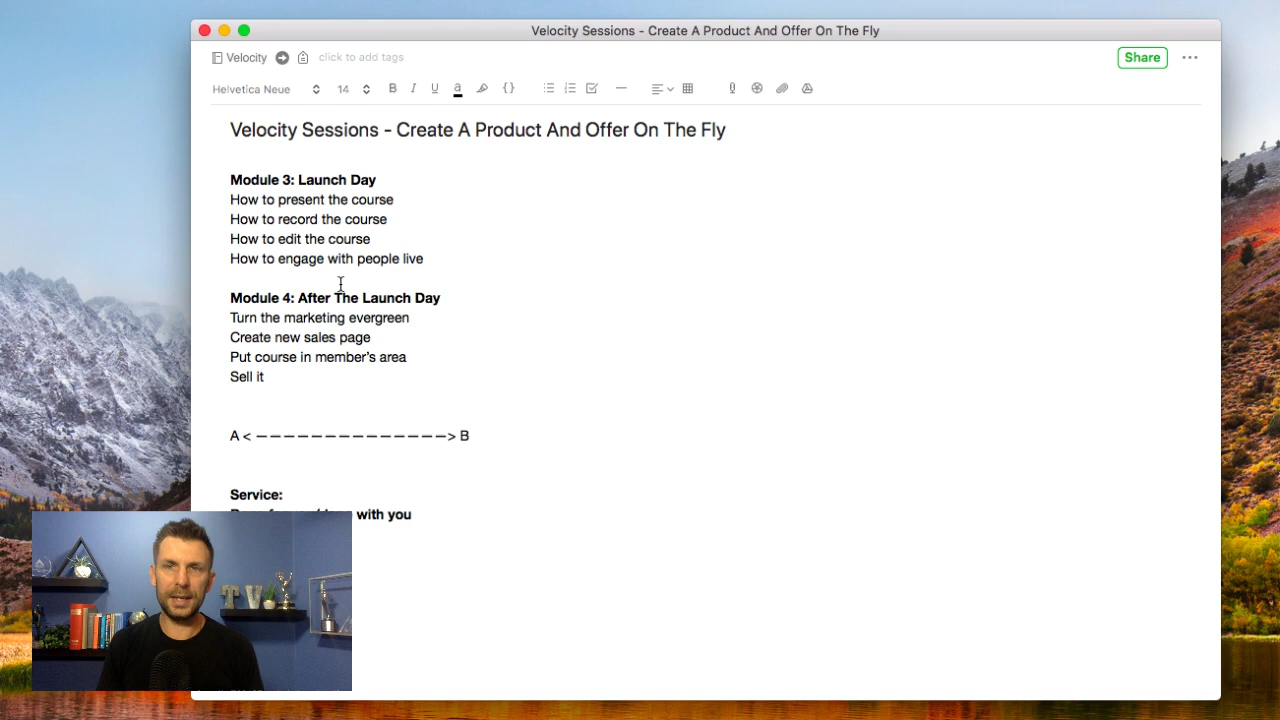 Velocity Sessions - Create A Product And Offer On The Fly
Velocity click to add tags Share
Helvetica Neue 14 B I U a {}
Velocity Sessions - Create A Product And Offer On The Fly
Module 3: Launch Day
How to present the course
How to record the course
How to edit the course
How to engage with people live
Module 4: After The Launch Day
Turn the marketing evergreen
Create new sales page
Put course in member's area
Sell it
A < — — — — — — — — — — — — — —> B
Service:
with you
T V